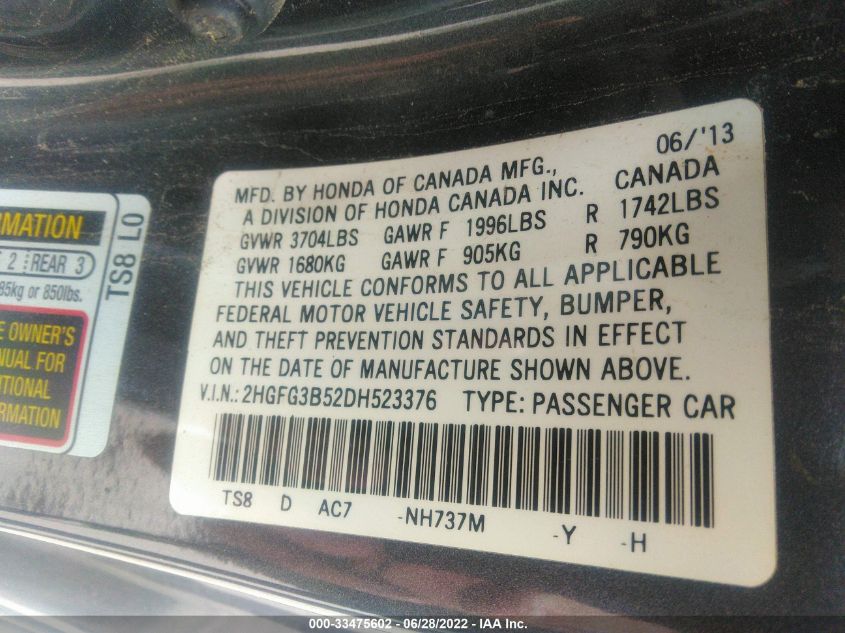 06/'13
MFD. BY HONDA OF CANADA MFG., CANADA
A DIVISION OF HONDA CANADA INC.
GVWR 3704LBS GAWR F 1996LBS R 1742LBS
GVWR 1680KG GAWR F 905KG R 790KG
THIS VEHICLE CONFORMS TO ALL APPLICABLE
FEDERAL MOTOR VEHICLE SAFETY, BUMPER,
AND THEFT PREVENTION STANDARDS IN EFFECT
ON THE DATE OF MANUFACTURE SHOWN ABOVE.
V.I.N.: 2HGFG3B52DH523376 TYPE: PASSENGER CAR
TS8 D AC7 -NH737M -Y -H
RMATION
2 REAR 3
85kg or 850lbs.
E OWNER'S
NUAL FOR
ITIONAL
RMATION
TS8 L0
000-33475602 - 06/28/2022 - IAA Inc.